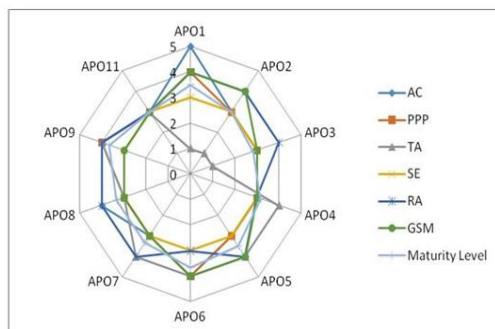 APO1
APO2
APO3
APO4
APO5
APO6
APO7
APO8
APO9
APO11
5
4
3
2
1
0
AC
PPP
TA
SE
RA
GSM
Maturity Level